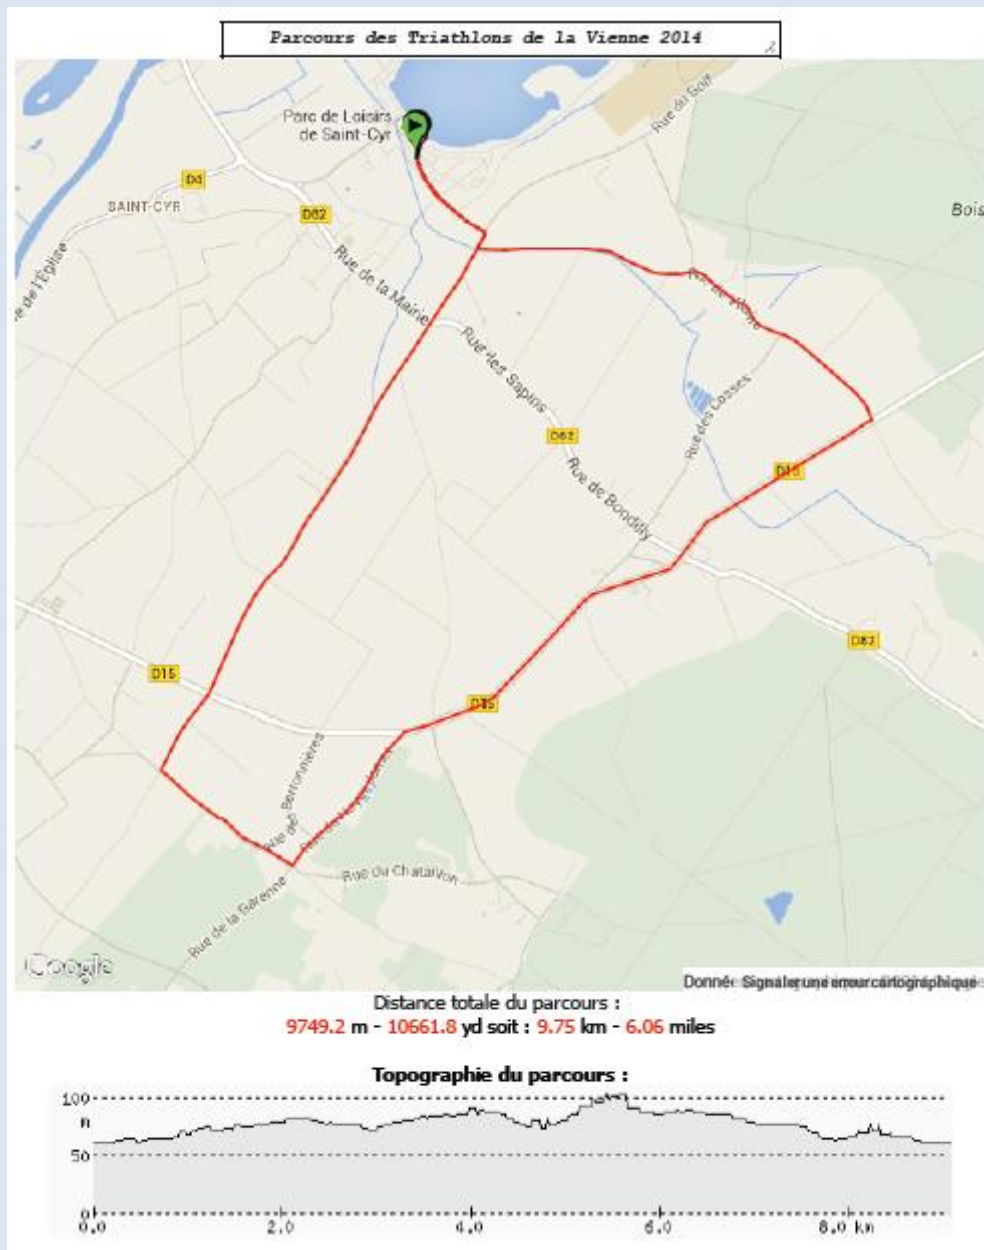 Parcours des Triathlons de la Vienne 2014
Rue du Golf
Parc de Loisirs
de Saint-Cyr
D4
SAINT-CYR
D82
Bois
Rue de la Mairie
e de l'Église
Rue des Sapins
Rue des Cosses
D82
D15
Rue de Bondilly
D82
D15
D15
Rue des Berronnières
Rue du Chataillon
Rue de la Garenne
Google
Donné Signaler une erreur cartographique
Distance totale du parcours :
9749.2 m - 10661.8 yd soit : 9.75 km - 6.06 miles
Topographie du parcours :
100
m
50
0
0.0 2.0 4.0 6.0 8.0 km